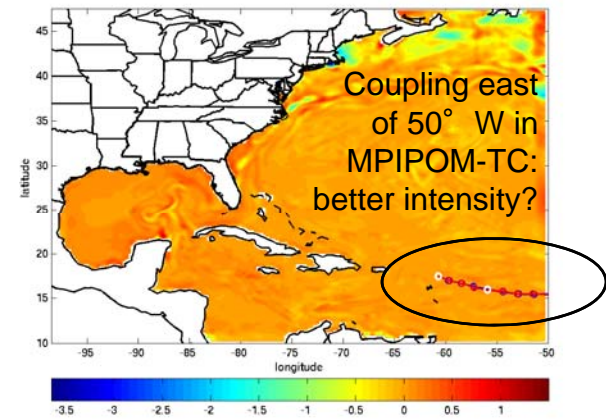 45
40
35
30
25
20
15
10
latitude
Coupling east
of 50° W in
MPIPOM-TC:
better intensity?
-95 -90 -85 -80 -75 -70 -65 -60 -55 -50
longitude
-3.5 -3 -2.5 -2 -1.5 -1 -0.5 0 0.5 1